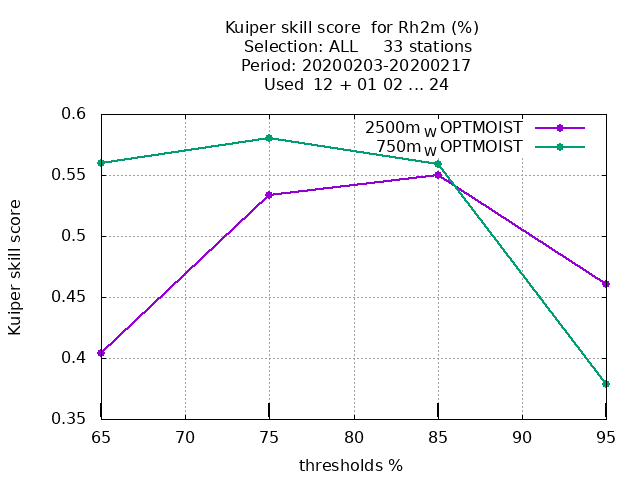 Kuiper skill score for Rh2m (%)
Selection: ALL 33 stations
Period: 20200203-20200217
Used 12 + 01 02 ... 24
2500m W OPTMOIST
750m W OPTMOIST
0.6
0.55
0.5
0.45
0.4
0.35
Kuiper skill score
65 70 75 80 85 90 95
thresholds %